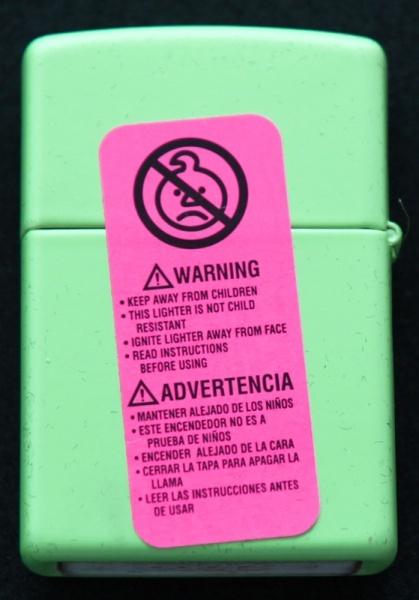 WARNING
• KEEP AWAY FROM CHILDREN
• THIS LIGHTER IS NOT CHILD
RESISTANT
• IGNITE LIGHTER AWAY FROM FACE
• READ INSTRUCTIONS
BEFORE USING
ADVERTENCIA
• MANTENER ALEJADO DE LOS NIÑOS
• ESTE ENCENDEDOR NO ES A
PRUEBA DE NIÑOS
• ENCENDER ALEJADO DE LA CARA
• CERRAR LA TAPA PARA APAGAR LA
LLAMA
• LEER LAS INSTRUCCIONES ANTES
DE USAR